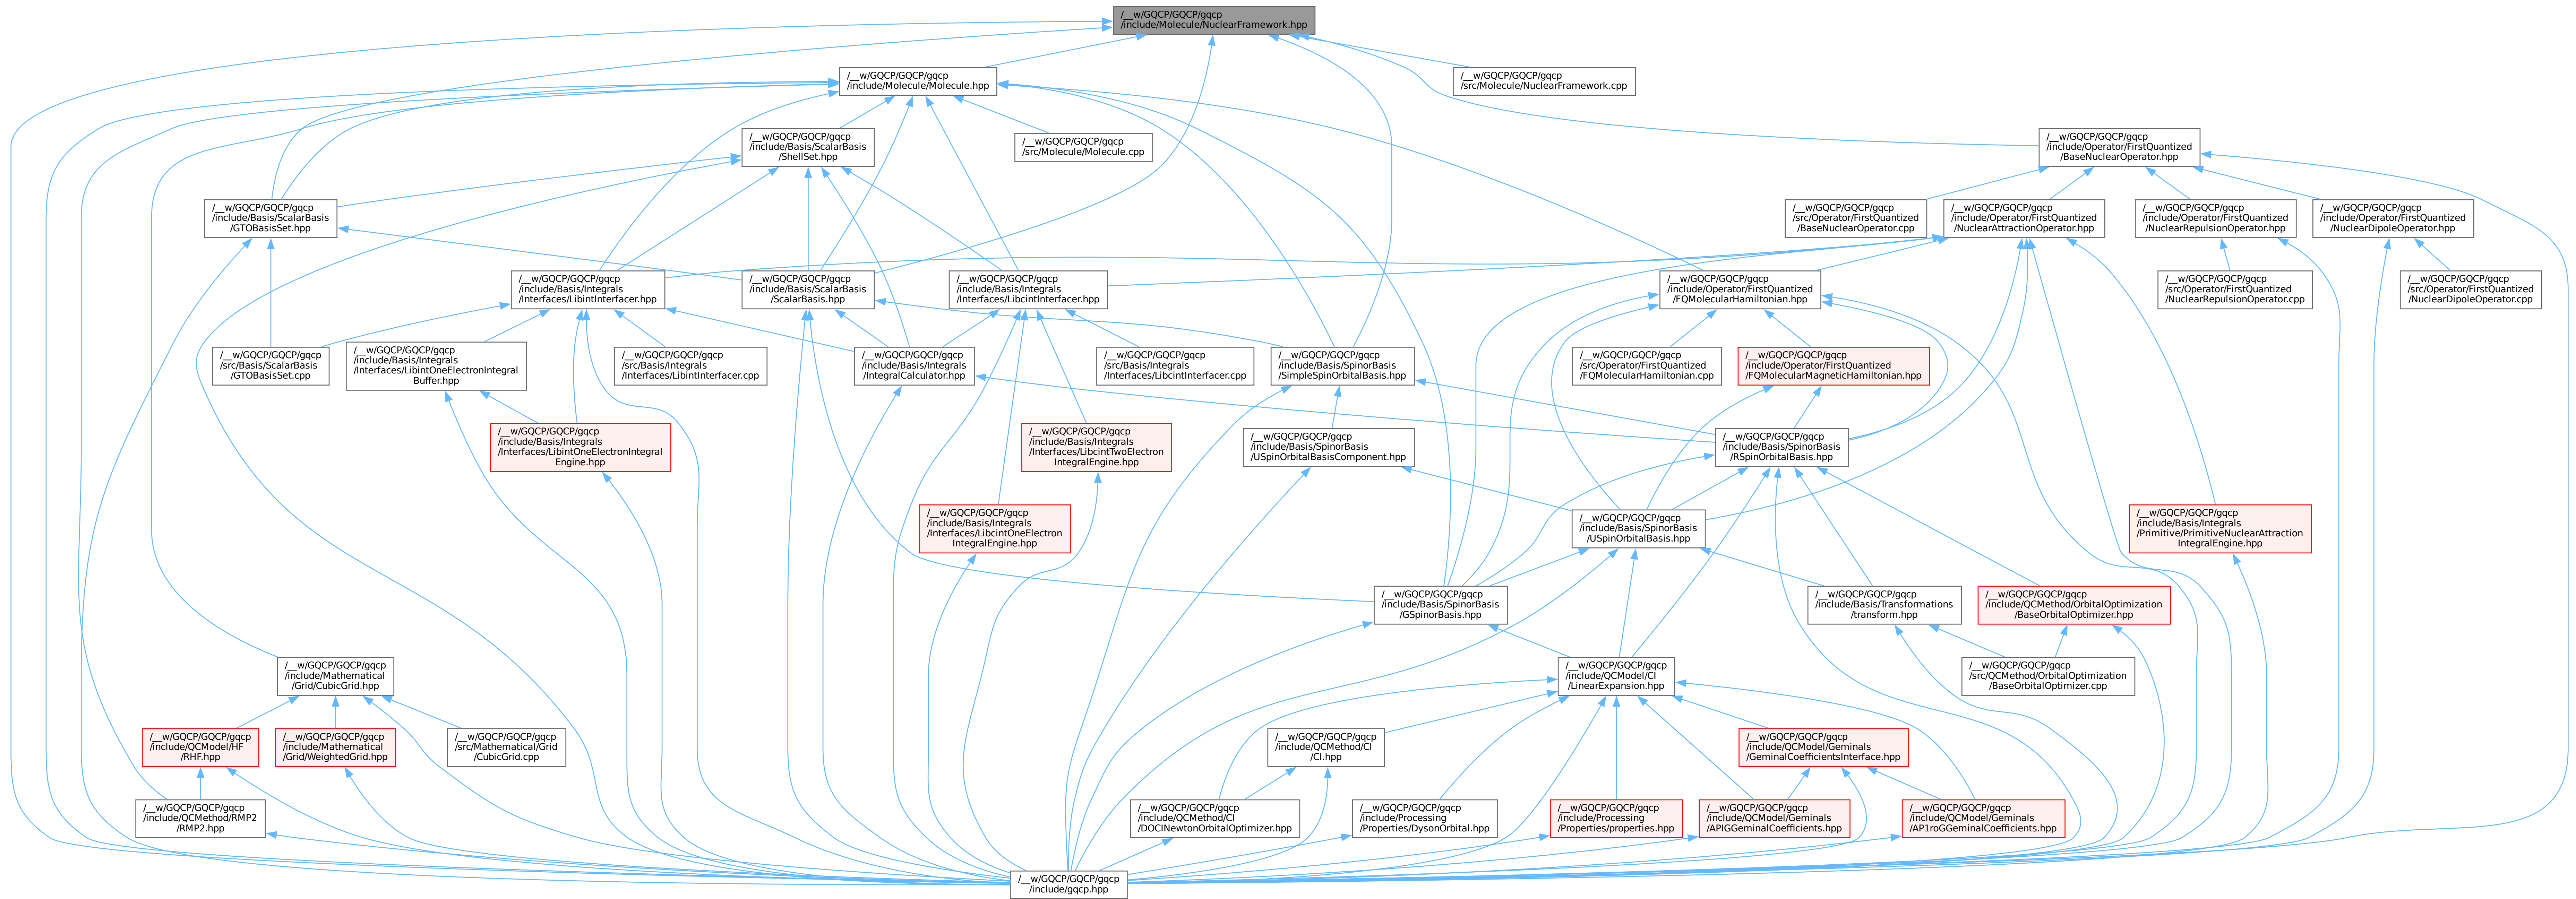 /__w/GQCP/GQCP/gqcp
/include/Molecule/NuclearFramework.hpp
/__w/GQCP/GQCP/gqcp
/include/Molecule/Molecule.hpp
/__w/GQCP/GQCP/gqcp
/src/Molecule/NuclearFramework.cpp
/__w/GQCP/GQCP/gqcp
/include/Basis/ScalarBasis
/ShellSet.hpp
/__w/GQCP/GQCP/gqcp
/src/Molecule/Molecule.cpp
/__w/GQCP/GQCP/gqcp
/include/Operator/FirstQuantized
/BaseNuclearOperator.hpp
/__w/GQCP/GQCP/gqcp
/include/Basis/ScalarBasis
/GTOBasisSet.hpp
/__w/GQCP/GQCP/gqcp
/src/Operator/FirstQuantized
/BaseNuclearOperator.cpp
/__w/GQCP/GQCP/gqcp
/include/Operator/FirstQuantized
/NuclearAttractionOperator.hpp
/__w/GQCP/GQCP/gqcp
/include/Operator/FirstQuantized
/NuclearRepulsionOperator.hpp
/__w/GQCP/GQCP/gqcp
/include/Operator/FirstQuantized
/NuclearDipoleOperator.hpp
/__w/GQCP/GQCP/gqcp
/include/Basis/Integrals
/Interfaces/LibintInterfacer.hpp
/__w/GQCP/GQCP/gqcp
/include/Basis/ScalarBasis
/ScalarBasis.hpp
/__w/GQCP/GQCP/gqcp
/include/Basis/Integrals
/Interfaces/LibcintInterfacer.hpp
/__w/GQCP/GQCP/gqcp
/include/Operator/FirstQuantized
/FQMolecularHamiltonian.hpp
/__w/GQCP/GQCP/gqcp
/src/Operator/FirstQuantized
/NuclearRepulsionOperator.cpp
/__w/GQCP/GQCP/gqcp
/src/Operator/FirstQuantized
/NuclearDipoleOperator.cpp
/__w/GQCP/GQCP/gqcp
/src/Basis/ScalarBasis
/GTOBasisSet.cpp
/__w/GQCP/GQCP/gqcp
/include/Basis/Integrals
/Interfaces/LibintOneElectronIntegral
Buffer.hpp
/__w/GQCP/GQCP/gqcp
/src/Basis/Integrals
/Interfaces/LibintInterfacer.cpp
/__w/GQCP/GQCP/gqcp
/include/Basis/Integrals
/IntegralCalculator.hpp
/__w/GQCP/GQCP/gqcp
/src/Basis/Integrals
/Interfaces/LibcintInterfacer.cpp
/__w/GQCP/GQCP/gqcp
/include/Basis/SpinorBasis
/SimpleSpinOrbitalBasis.hpp
/__w/GQCP/GQCP/gqcp
/src/Operator/FirstQuantized
/FQMolecularHamiltonian.cpp
/__w/GQCP/GQCP/gqcp
/include/Operator/FirstQuantized
/FQMolecularMagneticHamiltonian.hpp
/__w/GQCP/GQCP/gqcp
/include/Basis/Integrals
/Interfaces/LibintOneElectronIntegral
Engine.hpp
/__w/GQCP/GQCP/gqcp
/include/Basis/Integrals
/Interfaces/LibcintTwoElectron
IntegralEngine.hpp
/__w/GQCP/GQCP/gqcp
/include/Basis/SpinorBasis
/USpinOrbitalBasisComponent.hpp
/__w/GQCP/GQCP/gqcp
/include/Basis/SpinorBasis
/RSpinOrbitalBasis.hpp
/__w/GQCP/GQCP/gqcp
/include/Basis/Integrals
/Interfaces/LibcintOneElectron
IntegralEngine.hpp
/__w/GQCP/GQCP/gqcp
/include/Basis/SpinorBasis
/USpinOrbitalBasis.hpp
/__w/GQCP/GQCP/gqcp
/include/Basis/Integrals
/Primitive/PrimitiveNuclearAttraction
IntegralEngine.hpp
/__w/GQCP/GQCP/gqcp
/include/Basis/SpinorBasis
/GSpinorBasis.hpp
/__w/GQCP/GQCP/gqcp
/include/Basis/Transformations
/transform.hpp
/__w/GQCP/GQCP/gqcp
/include/QCMethod/OrbitalOptimization
/BaseOrbitalOptimizer.hpp
/__w/GQCP/GQCP/gqcp
/include/Mathematical
/Grid/CubicGrid.hpp
/__w/GQCP/GQCP/gqcp
/include/QCModel/CI
/LinearExpansion.hpp
/__w/GQCP/GQCP/gqcp
/src/QCMethod/OrbitalOptimization
/BaseOrbitalOptimizer.cpp
/__w/GQCP/GQCP/gqcp
/include/QCModel/HF
/RHF.hpp
/__w/GQCP/GQCP/gqcp
/include/Mathematical
/Grid/WeightedGrid.hpp
/__w/GQCP/GQCP/gqcp
/src/Mathematical/Grid
/CubicGrid.cpp
/__w/GQCP/GQCP/gqcp
/include/QCMethod/CI
/CI.hpp
/__w/GQCP/GQCP/gqcp
/include/QCModel/Geminals
/GeminalCoefficientsInterface.hpp
/__w/GQCP/GQCP/gqcp
/include/QCMethod/RMP2
/RMP2.hpp
/__w/GQCP/GQCP/gqcp
/include/QCMethod/CI
/DOCINewtonOrbitalOptimizer.hpp
/__w/GQCP/GQCP/gqcp
/include/Processing
/Properties/DysonOrbital.hpp
/__w/GQCP/GQCP/gqcp
/include/Processing
/Properties/properties.hpp
/__w/GQCP/GQCP/gqcp
/include/QCModel/Geminals
/APIGGeminalCoefficients.hpp
/__w/GQCP/GQCP/gqcp
/include/QCModel/Geminals
/AP1roGGeminalCoefficients.hpp
/__w/GQCP/GQCP/gqcp
/include/gqcp.hpp